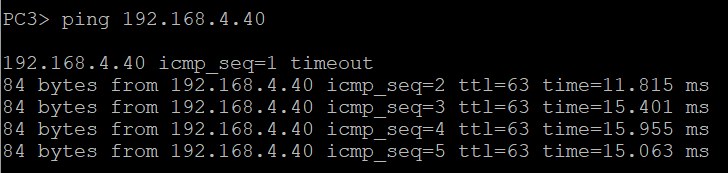 PC3> ping 192.168.4.40
192.168.4.40 icmp_seq=1 timeout
84 bytes from 192.168.4.40 icmp_seq=2 ttl=63 time=11.815 ms
84 bytes from 192.168.4.40 icmp_seq=3 ttl=63 time=15.401 ms
84 bytes from 192.168.4.40 icmp_seq=4 ttl=63 time=15.955 ms
84 bytes from 192.168.4.40 icmp_seq=5 ttl=63 time=15.063 ms